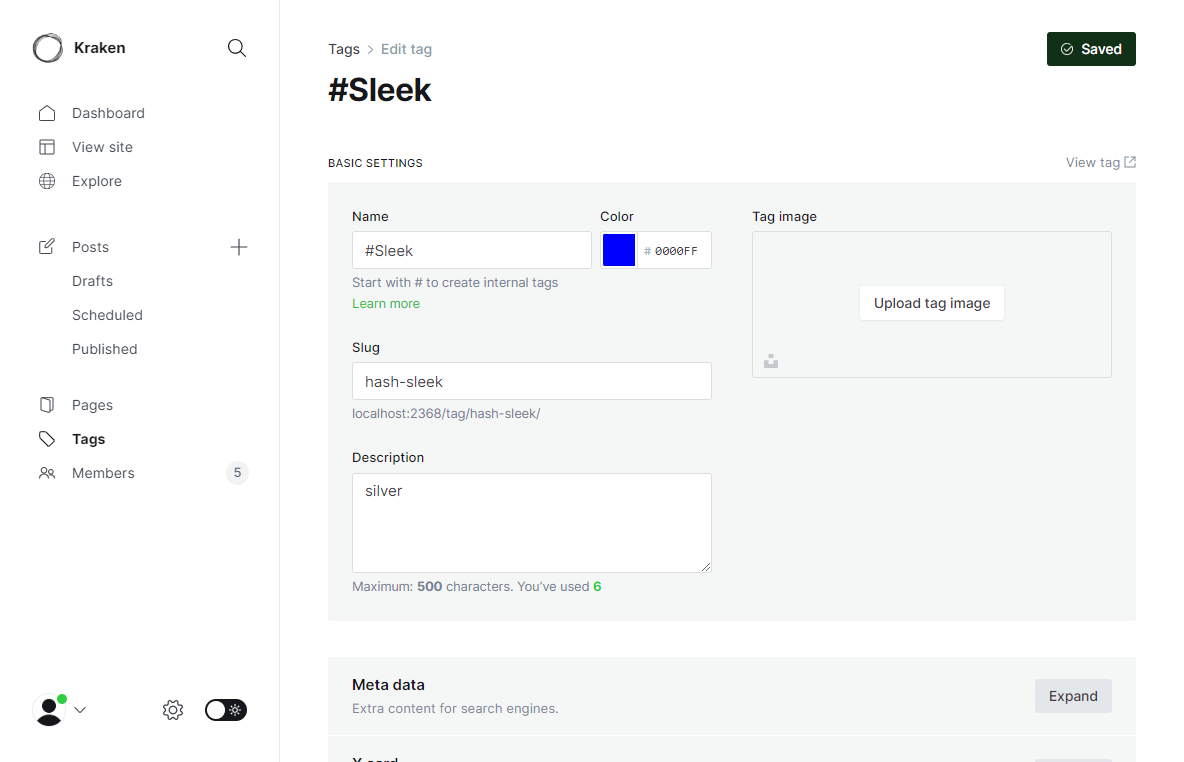 Kraken
Dashboard
View site
Explore
Posts
Drafts
Scheduled
Published
Pages
Tags
Members 5
Tags > Edit tag
Saved
#Sleek
BASIC SETTINGS
View tag
Name
#Sleek
Color
# 0000FF
Start with # to create internal tags
Learn more
Slug
hash-sleek
localhost:2368/tag/hash-sleek/
Description
silver
Maximum: 500 characters. You’ve used 6
Tag image
Upload tag image
Meta data
Extra content for search engines.
Expand
X card